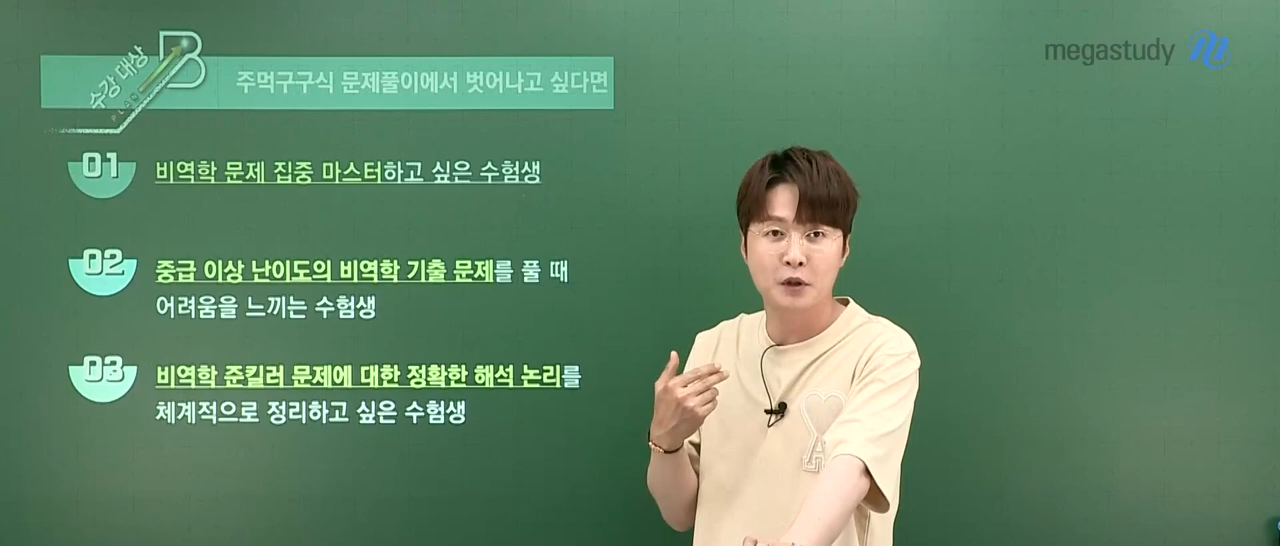 megastudy
수강 대상
PLAN
B
주먹구구식 문제풀이에서 벗어나고 싶다면
01
비역학 문제 집중 마스터하고 싶은 수험생
02
중급 이상 난이도의 비역학 기출 문제를 풀 때
어려움을 느끼는 수험생
03
비역학 준킬러 문제에 대한 정확한 해석 논리를
체계적으로 정리하고 싶은 수험생
A